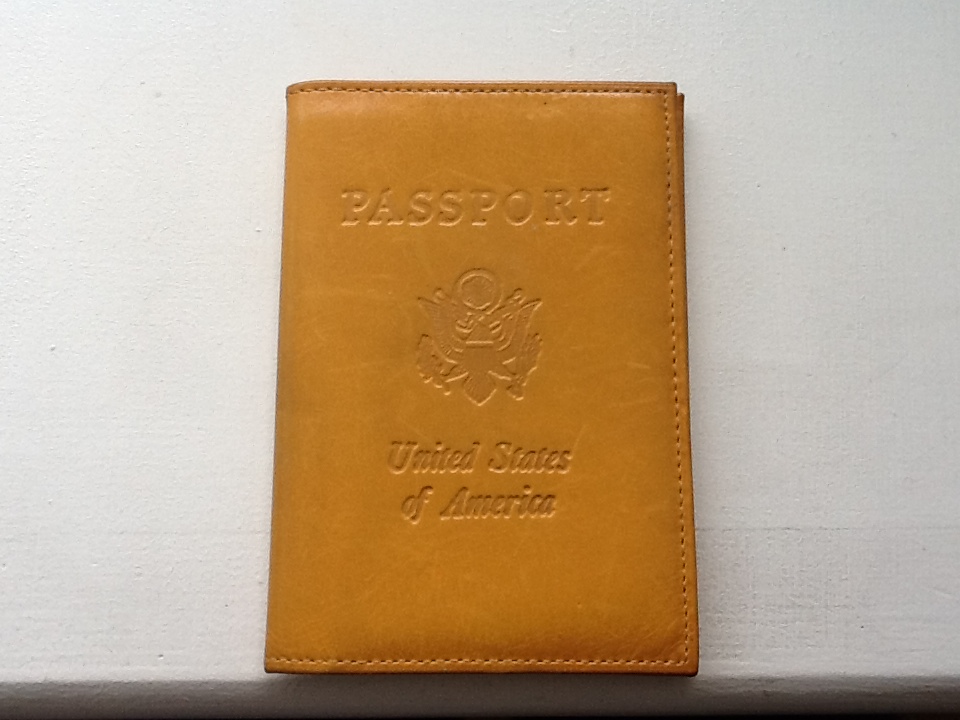 PASSPORT
United States
of America